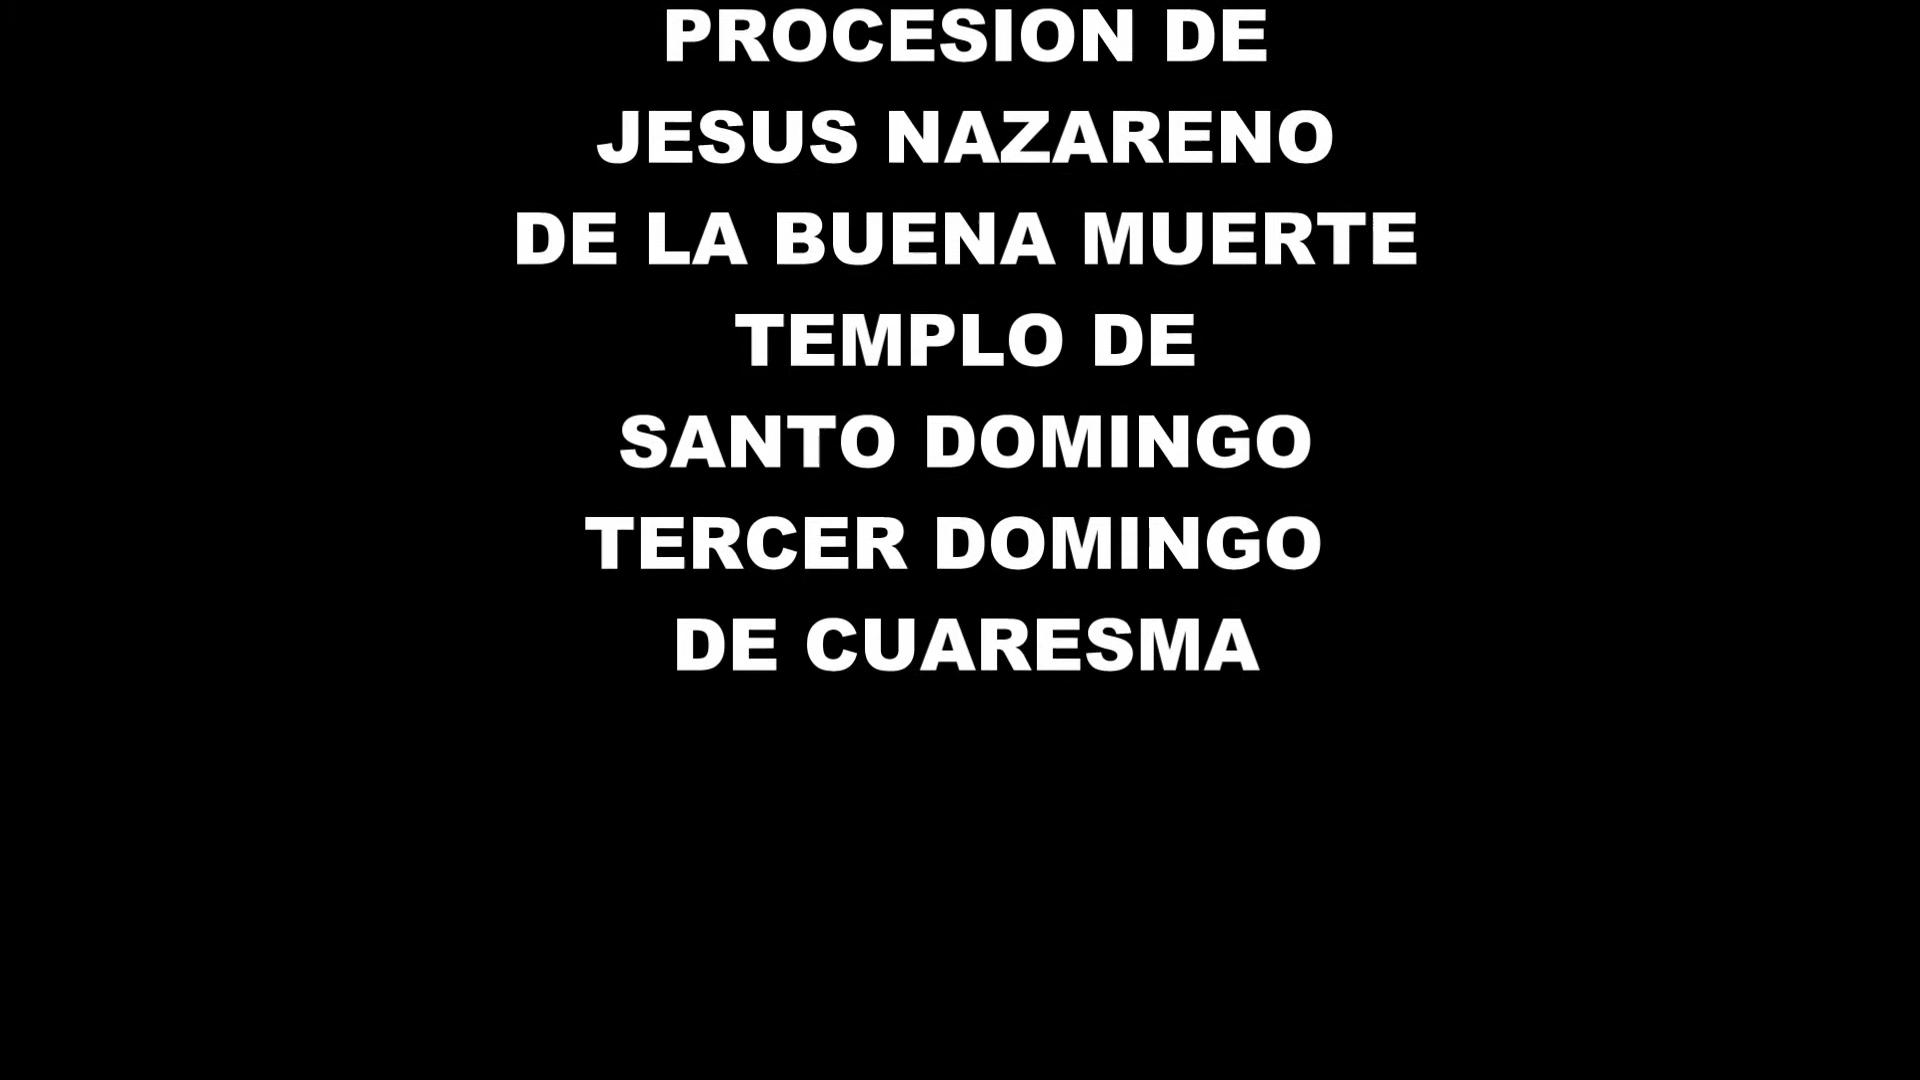 PROCESION DE
JESUS NAZARENO
DE LA BUENA MUERTE
TEMPLO DE
SANTO DOMINGO
TERCER DOMINGO
DE CUARESMA